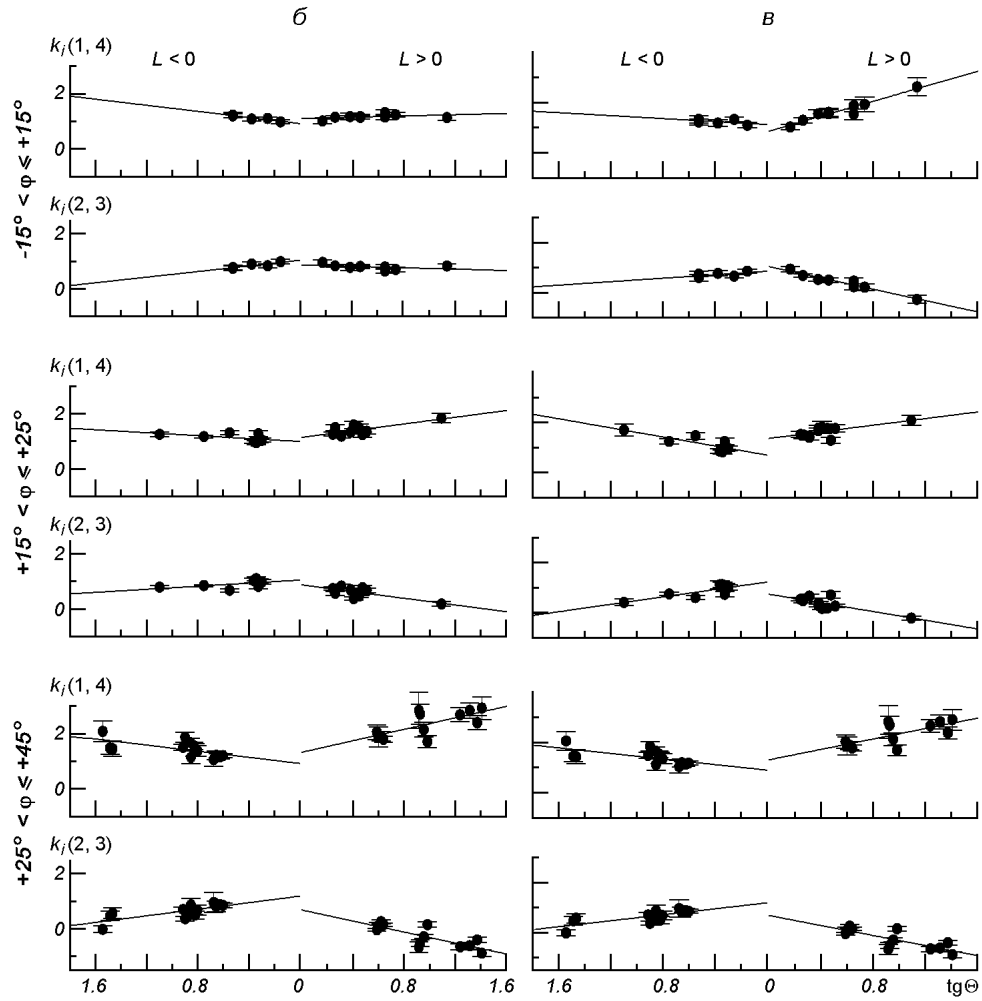 б в
k_i(1, 4)
L < 0 L > 0 L < 0 L > 0
2
0
-15° < φ ⩽ +15°
k_i(2, 3)
2
0
k_i(1, 4)
2
0
+15° < φ ⩽ +25°
k_i(2, 3)
2
0
k_i(1, 4)
2
0
+25° < φ ⩽ +45°
k_i(2, 3)
2
0
1.6 0.8 0 0.8 1.6 1.6 0.8 0 0.8 tgΘ